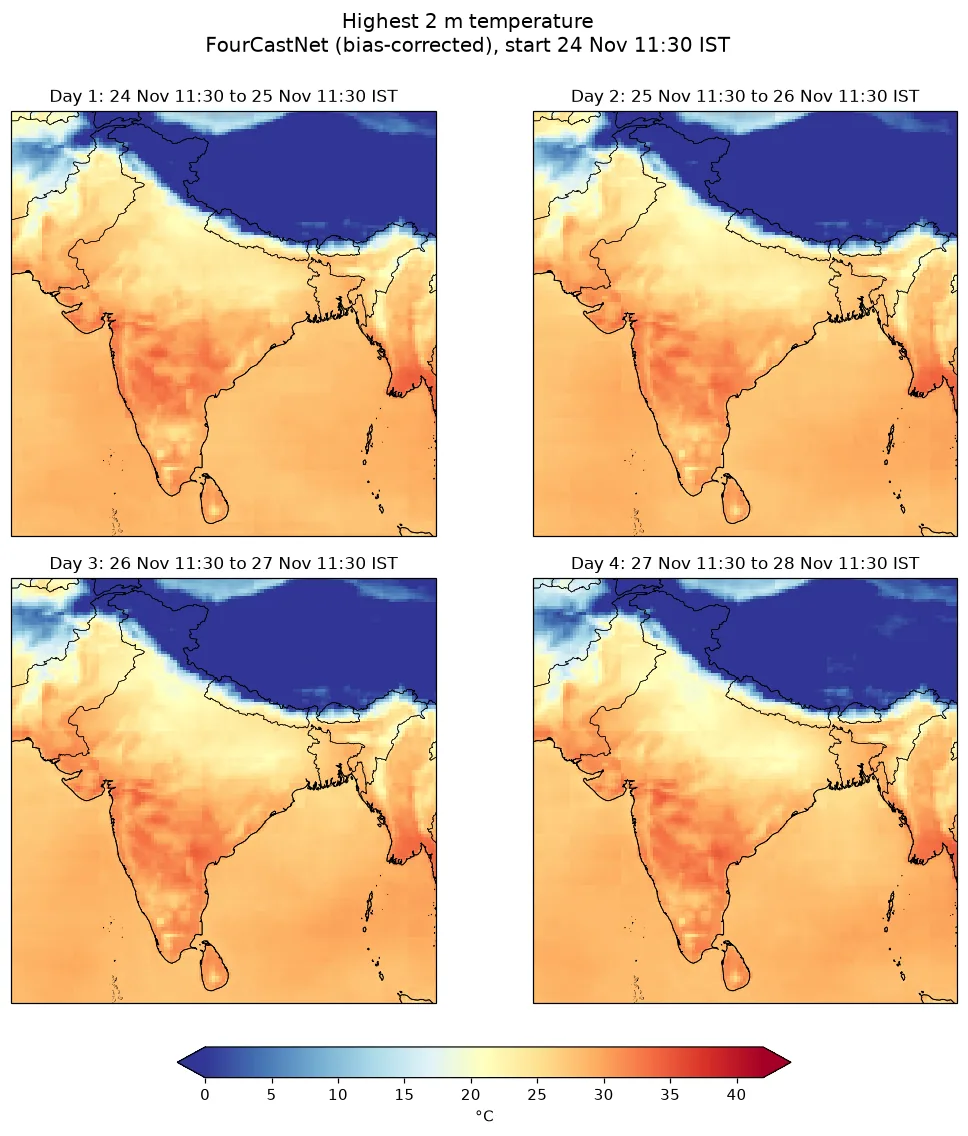 Highest 2 m temperature
FourCastNet (bias-corrected), start 24 Nov 11:30 IST
Day 1: 24 Nov 11:30 to 25 Nov 11:30 IST
Day 2: 25 Nov 11:30 to 26 Nov 11:30 IST
Day 3: 26 Nov 11:30 to 27 Nov 11:30 IST
Day 4: 27 Nov 11:30 to 28 Nov 11:30 IST
0 5 10 15 20 25 30 35 40
°C